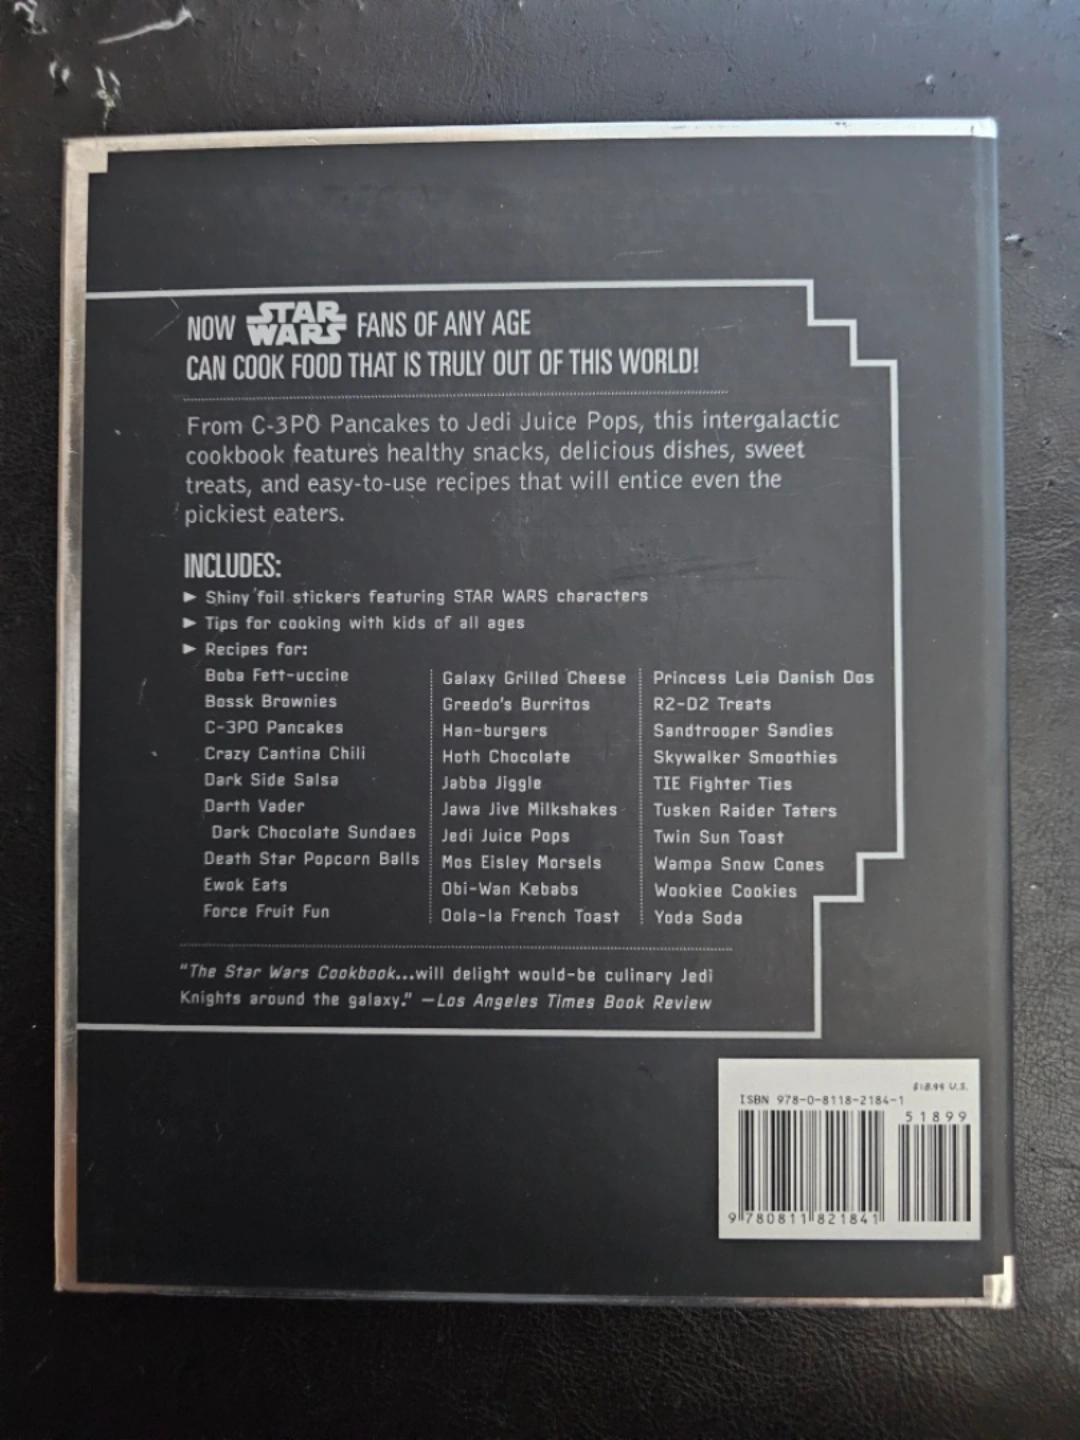 NOW STAR WARS FANS OF ANY AGE
CAN COOK FOOD THAT IS TRULY OUT OF THIS WORLD!
From C-3PO Pancakes to Jedi Juice Pops, this intergalactic
cookbook features healthy snacks, delicious dishes, sweet
treats, and easy-to-use recipes that will entice even the
pickiest eaters.
INCLUDES:
► Shiny foil stickers featuring STAR WARS characters
► Tips for cooking with kids of all ages
► Recipes for:
Boba Fett-uccine
Bossk Brownies
C-3PO Pancakes
Crazy Cantina Chili
Dark Side Salsa
Darth Vader
Dark Chocolate Sundaes
Death Star Popcorn Balls
Ewok Eats
Force Fruit Fun
Galaxy Grilled Cheese
Greedo's Burritos
Han-burgers
Hoth Chocolate
Jabba Jiggle
Jawa Jive Milkshakes
Jedi Juice Pops
Mos Eisley Morsels
Obi-Wan Kebabs
Oola-la French Toast
Princess Leia Danish Dos
R2-D2 Treats
Sandtrooper Sandies
Skywalker Smoothies
TIE Fighter Ties
Tusken Raider Taters
Twin Sun Toast
Wampa Snow Cones
Wookiee Cookies
Yoda Soda
"The Star Wars Cookbook...will delight would-be culinary Jedi
Knights around the galaxy." —Los Angeles Times Book Review
$18.99 U.S.
ISBN 978-0-8118-2184-1
51899
9 780811 821841